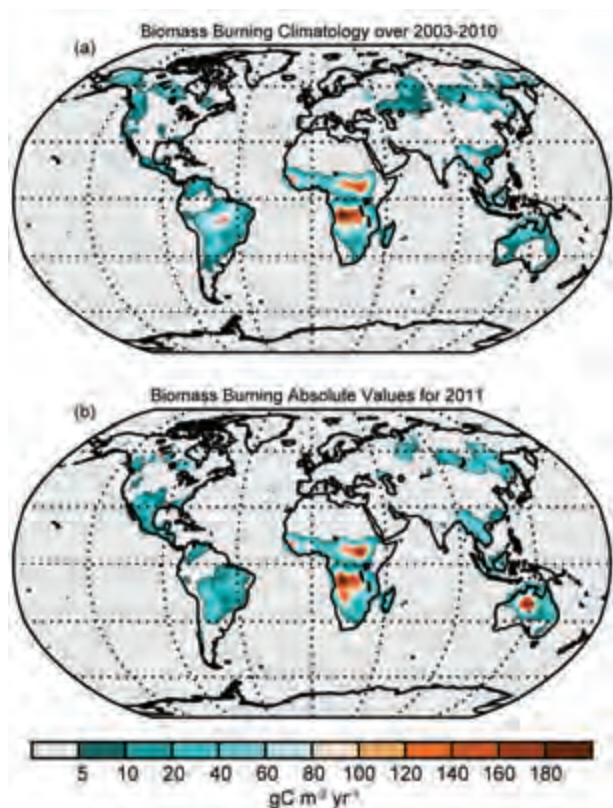 Biomass Burning Climatology over 2003-2010
(a)
Biomass Burning Absolute Values for 2011
(b)
5 10 20 40 60 80 100 120 140 160 180
gC m⁻² yr⁻¹